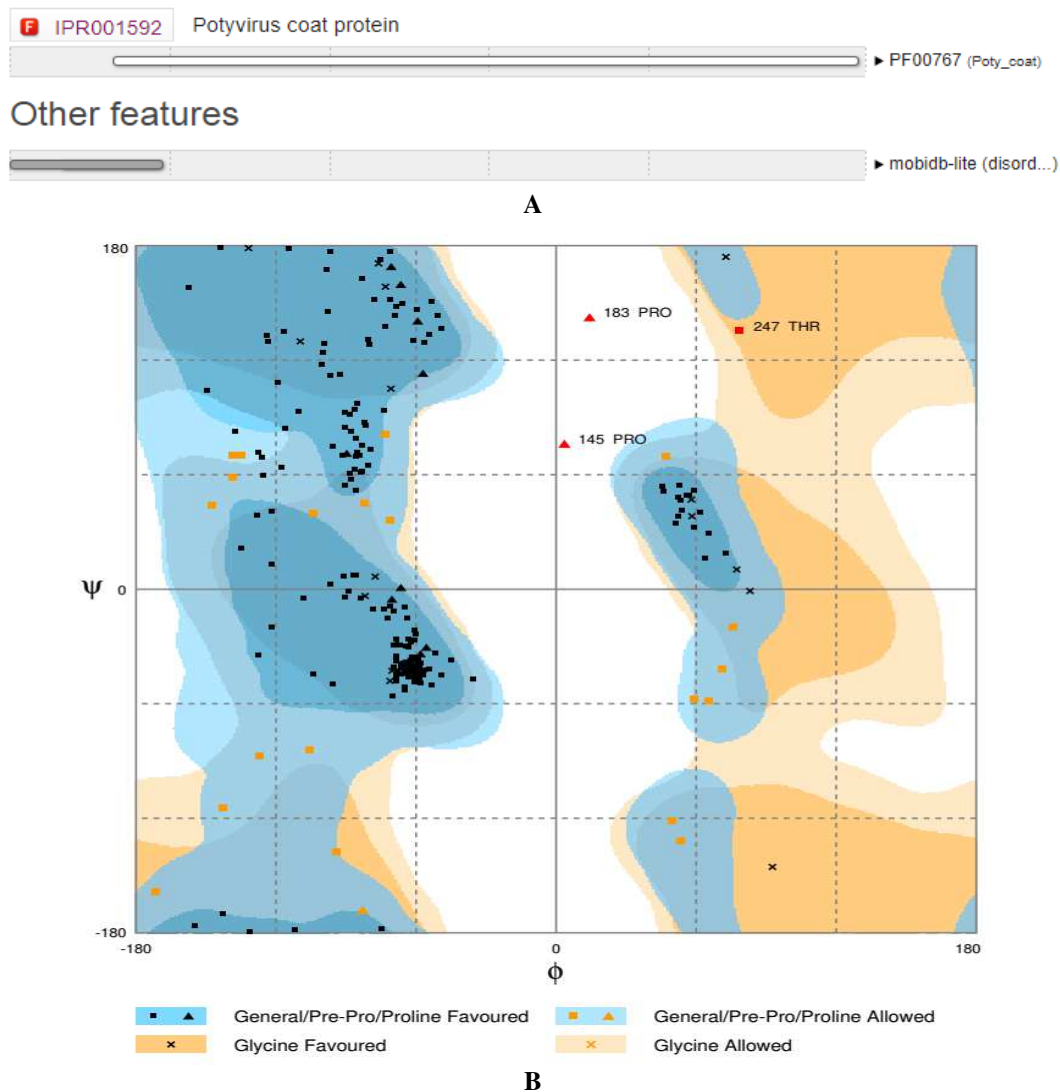 F IPR001592 Potyvirus coat protein
PF00767 (Poty_coat)
Other features
mobidb-lite (disord...)
A
180
183 PRO
247 THR
145 PRO
Ψ
0
-180
-180 0 180
ϕ
General/Pre-Pro/Proline Favoured General/Pre-Pro/Proline Allowed
Glycine Favoured Glycine Allowed
B